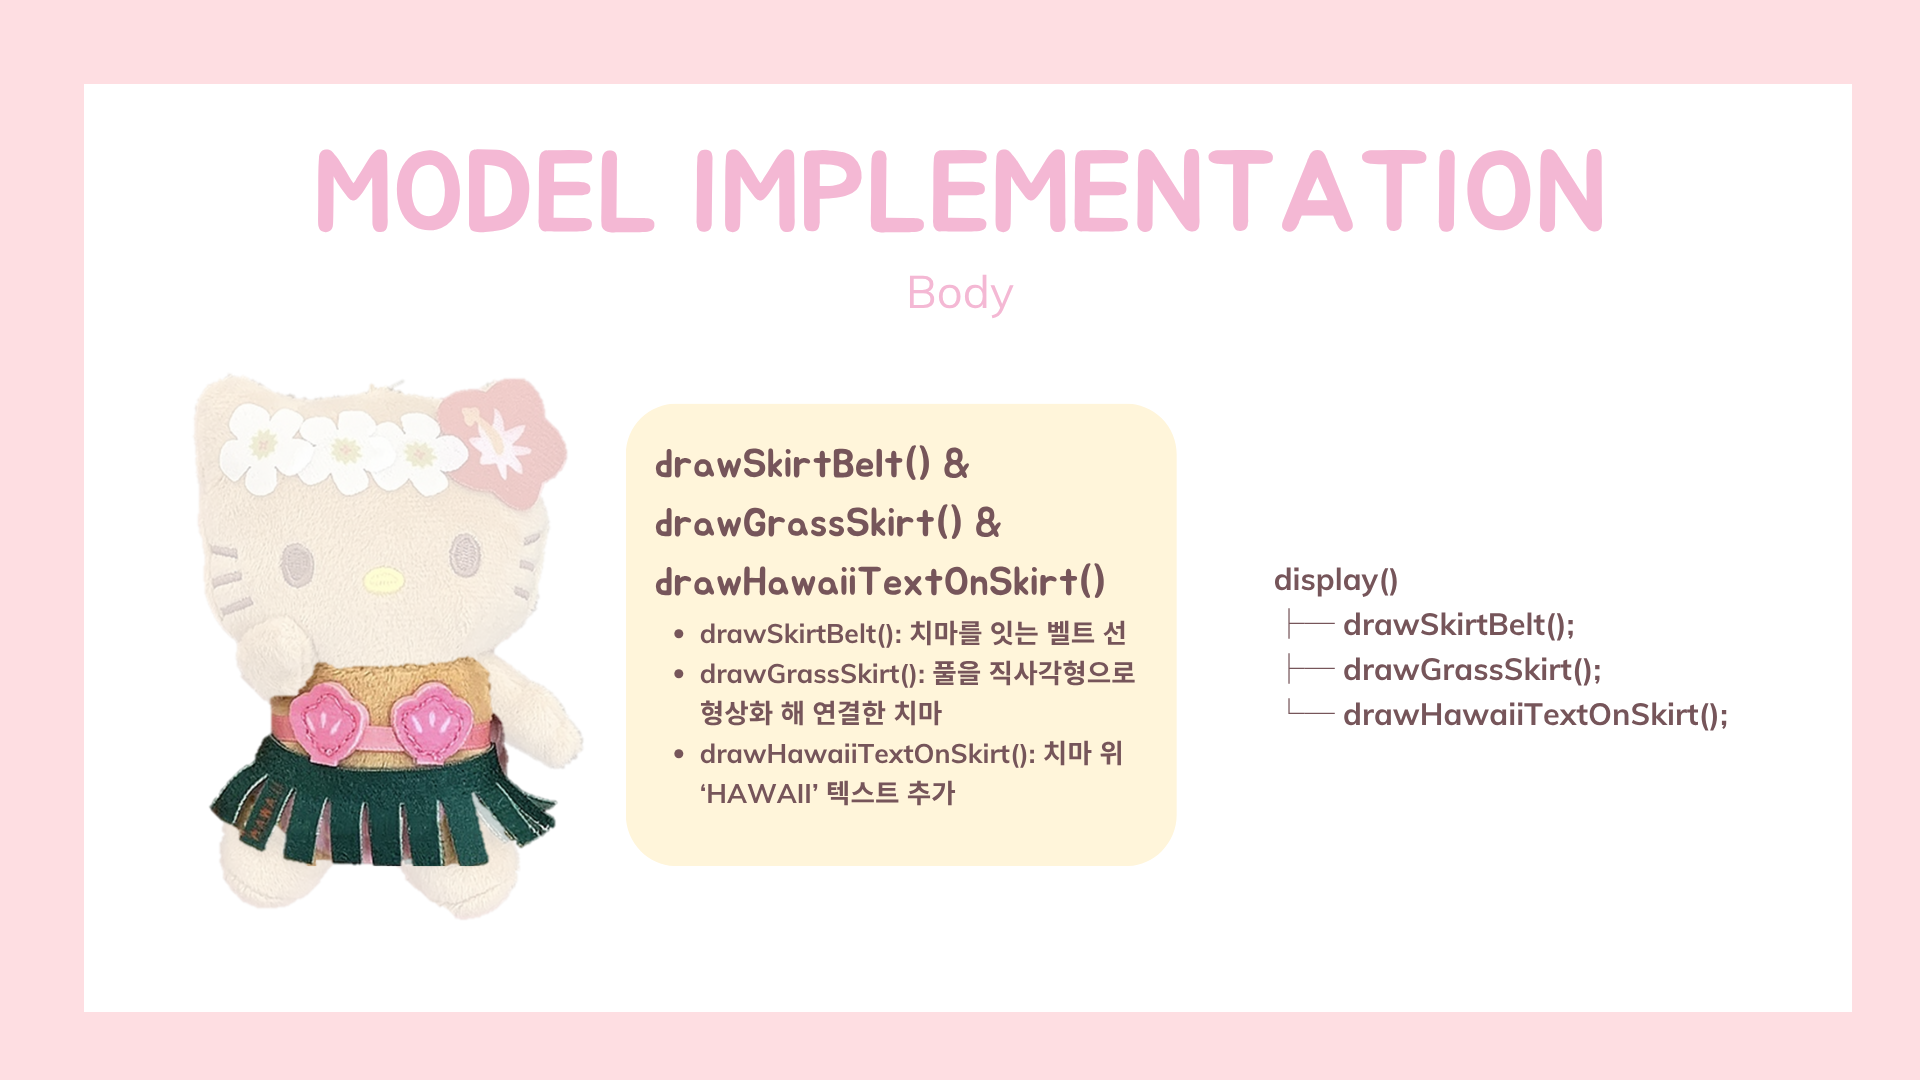 MODEL IMPLEMENTATION
Body
drawSkirtBelt() &
drawGrassSkirt() &
drawHawaiiTextOnSkirt()
• drawSkirtBelt(): 치마를 잇는 벨트 선
• drawGrassSkirt(): 풀을 직사각형으로
형상화 해 연결한 치마
• drawHawaiiTextOnSkirt(): 치마 위
‘HAWAII’ 텍스트 추가
display()
├── drawSkirtBelt();
├── drawGrassSkirt();
└── drawHawaiiTextOnSkirt();
HAWAII